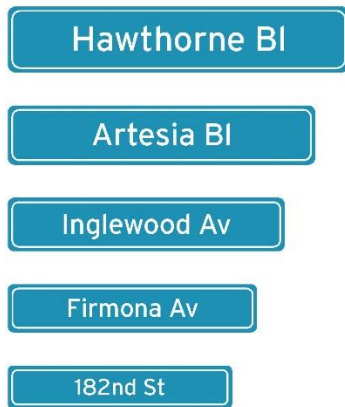 Hawthorne Bl
Artesia Bl
Inglewood Av
Firmona Av
182nd St